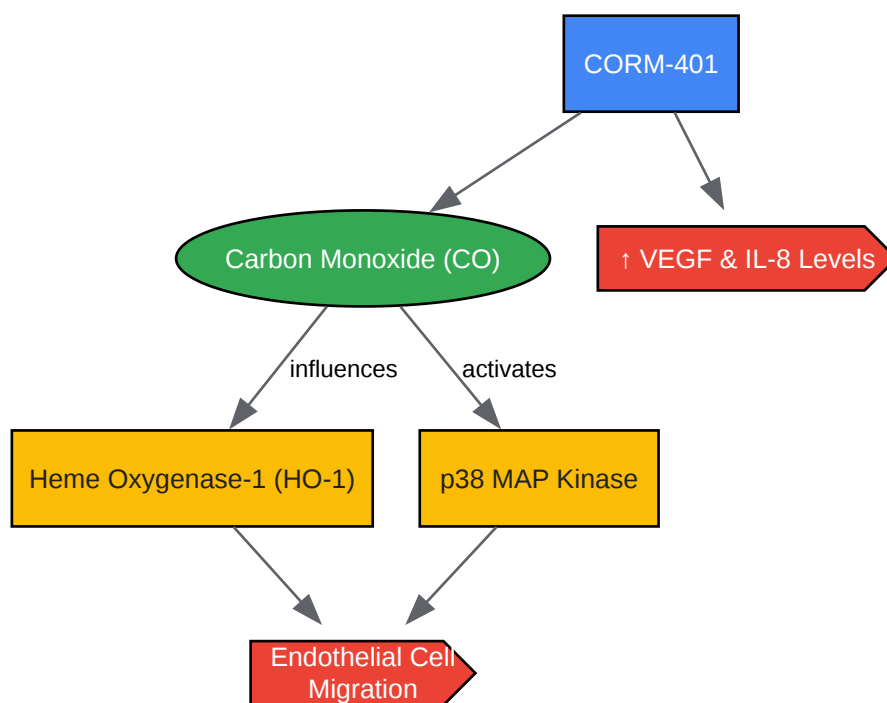 CORM-401
Carbon Monoxide (CO)
↑ VEGF & IL-8 Levels
influences
activates
Heme Oxygenase-1 (HO-1)
p38 MAP Kinase
Endothelial Cell
Migration